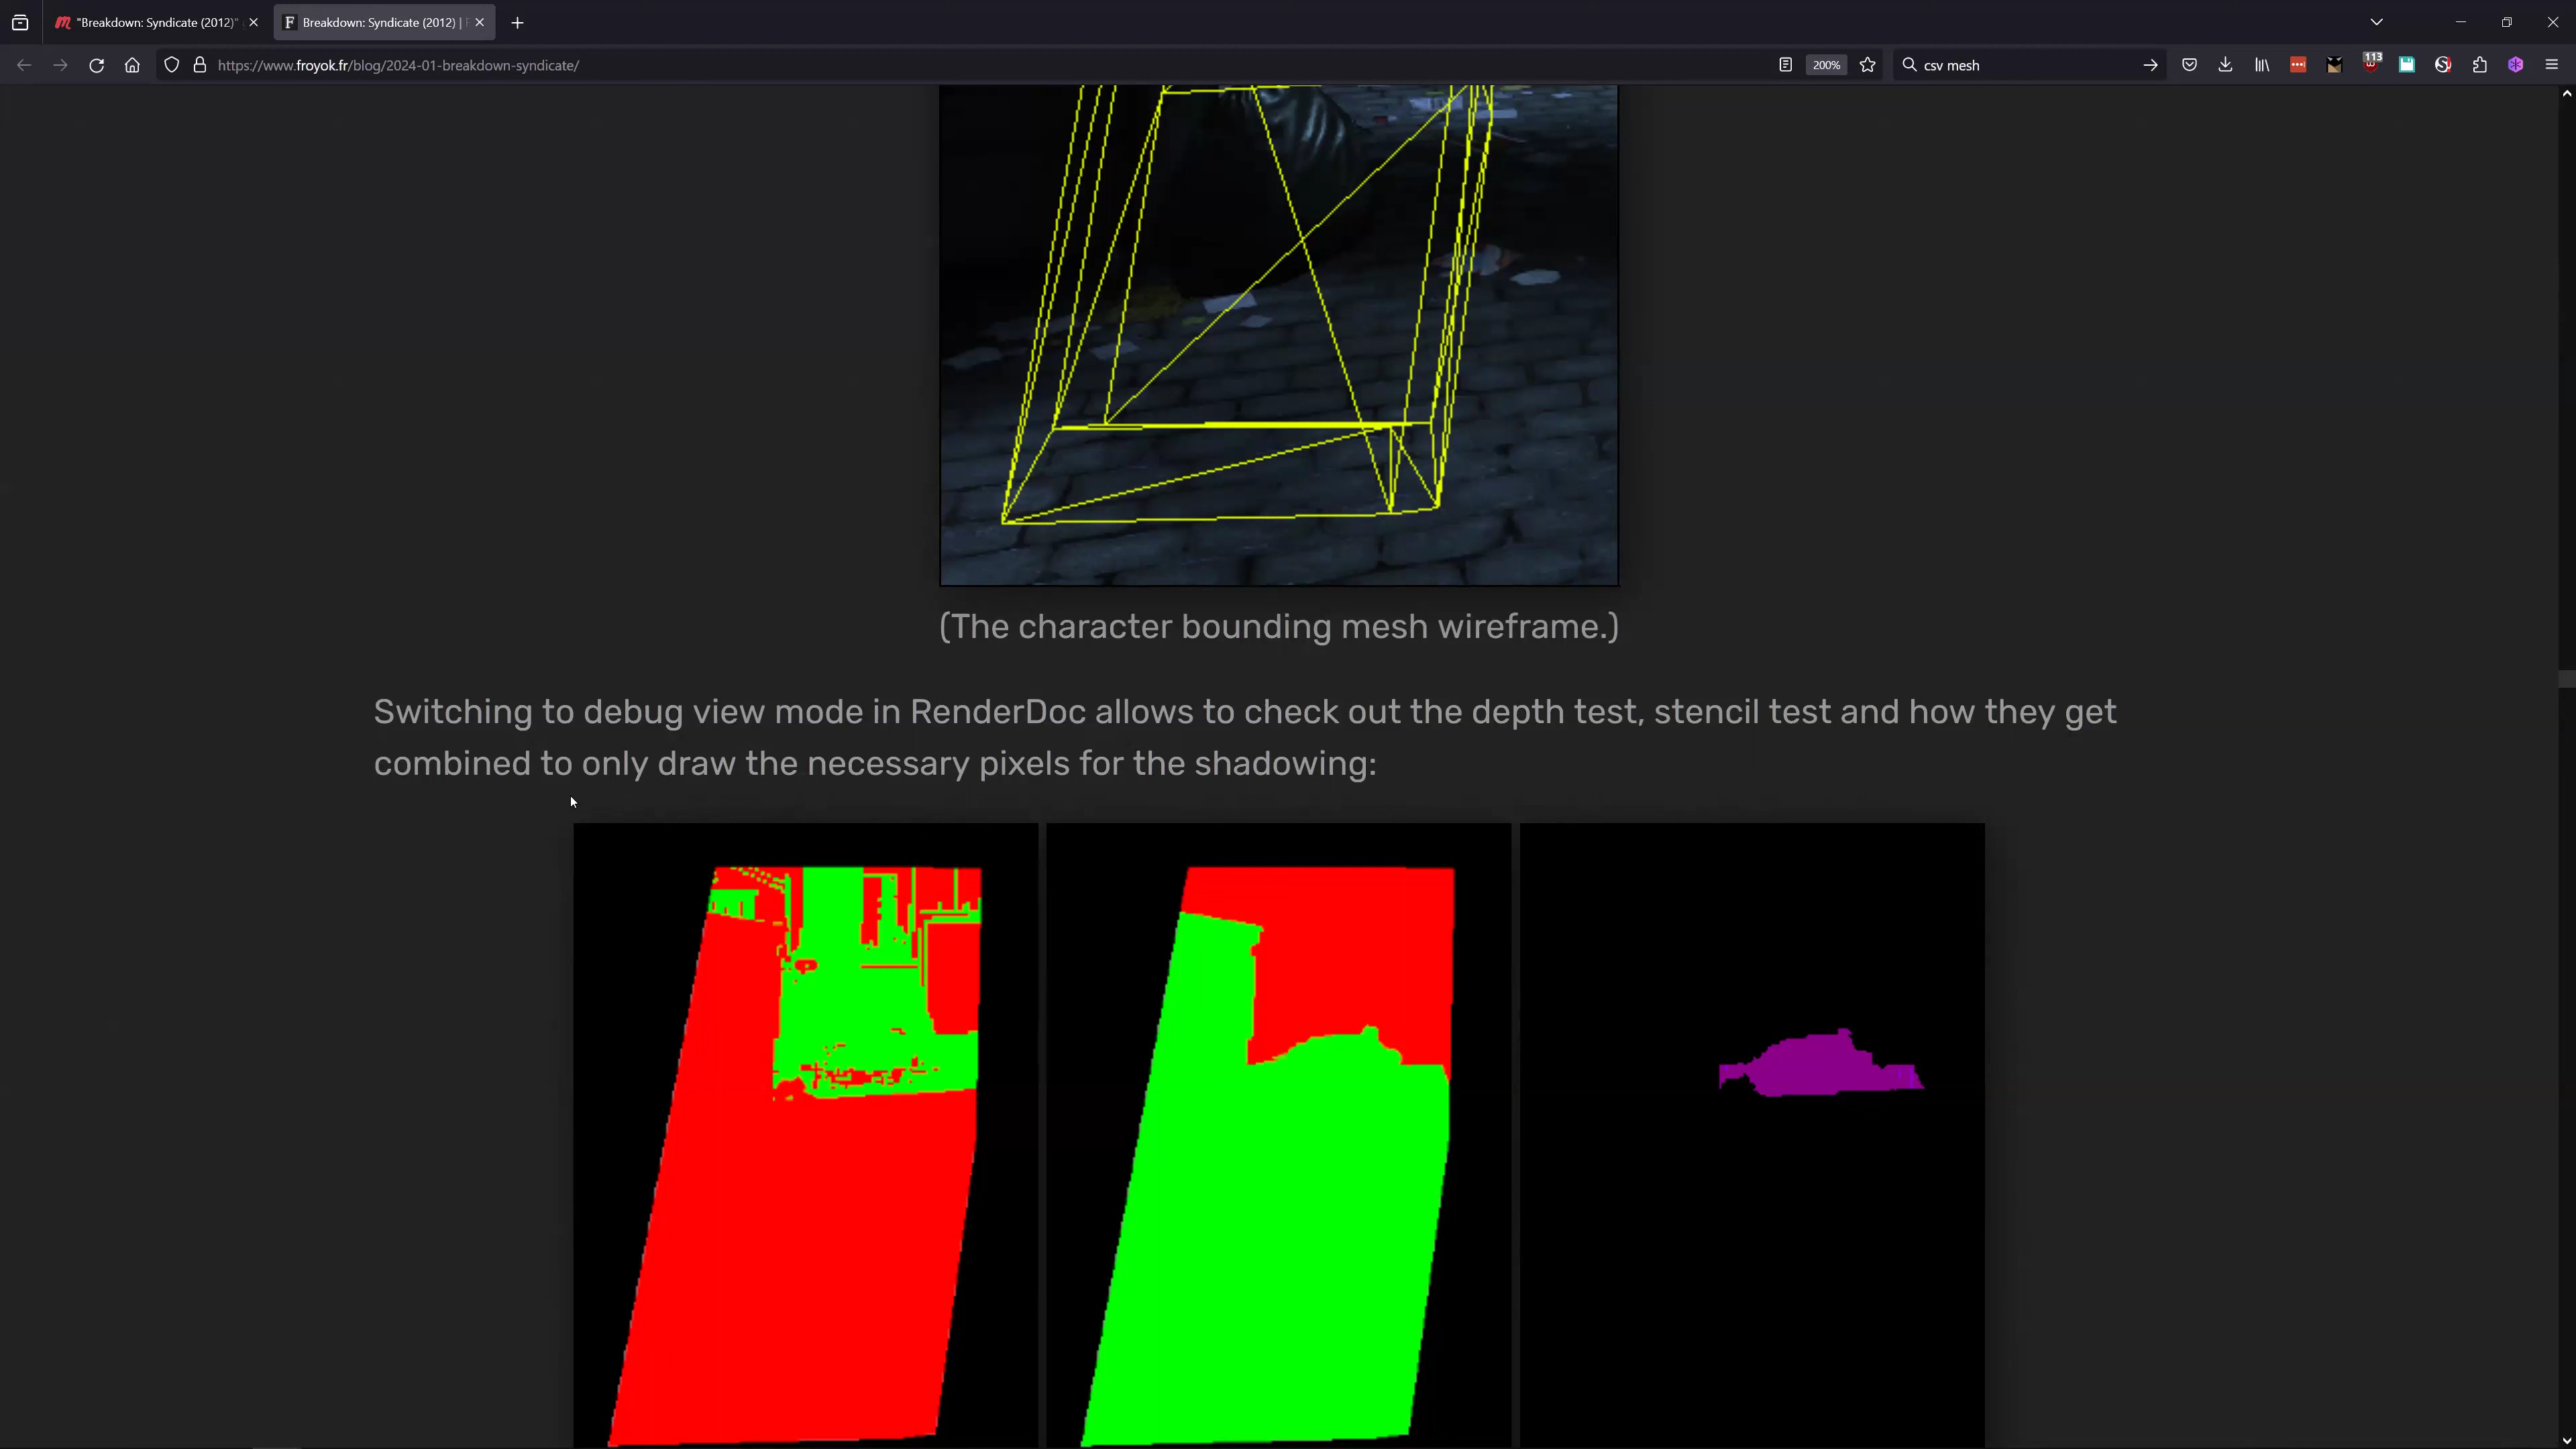 "Breakdown: Syndicate (2012)"
Breakdown: Syndicate (2012) |
https://www.froyok.fr/blog/2024-01-breakdown-syndicate/
200%
csv mesh
113
(The character bounding mesh wireframe.)
Switching to debug view mode in RenderDoc allows to check out the depth test, stencil test and how they get
combined to only draw the necessary pixels for the shadowing: